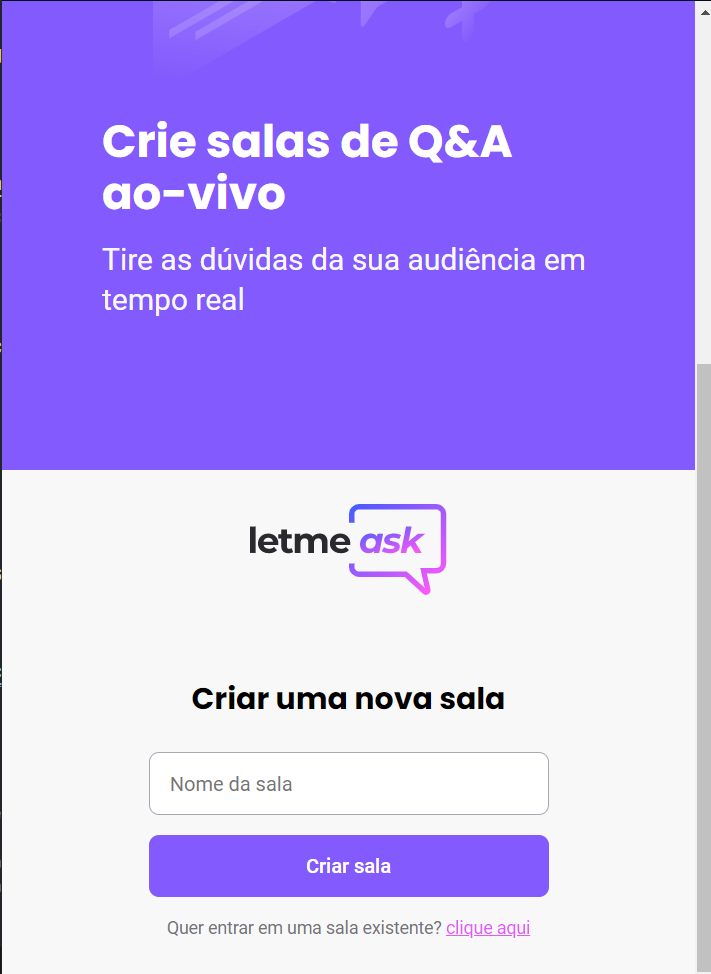 Crie salas de Q&A
ao-vivo
Tire as dúvidas da sua audiência em
tempo real
letme ask
Criar uma nova sala
Nome da sala
Criar sala
Quer entrar em uma sala existente? clique aqui